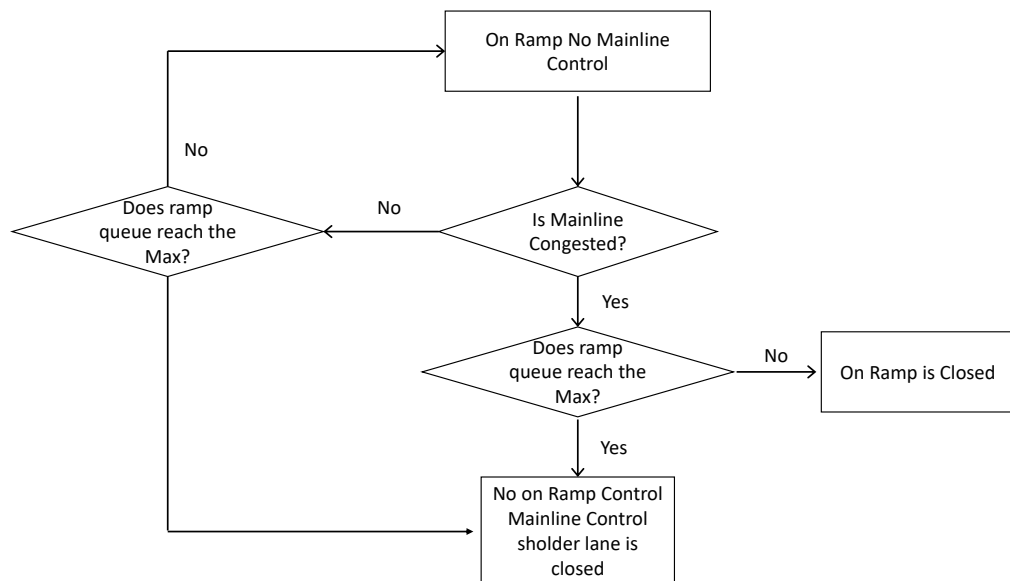 On Ramp No Mainline
Control
No
Does ramp
queue reach the
Max?
No
Is Mainline
Congested?
Yes
Does ramp
queue reach the
Max?
No
On Ramp is Closed
Yes
No on Ramp Control
Mainline Control
sholder lane is
closed